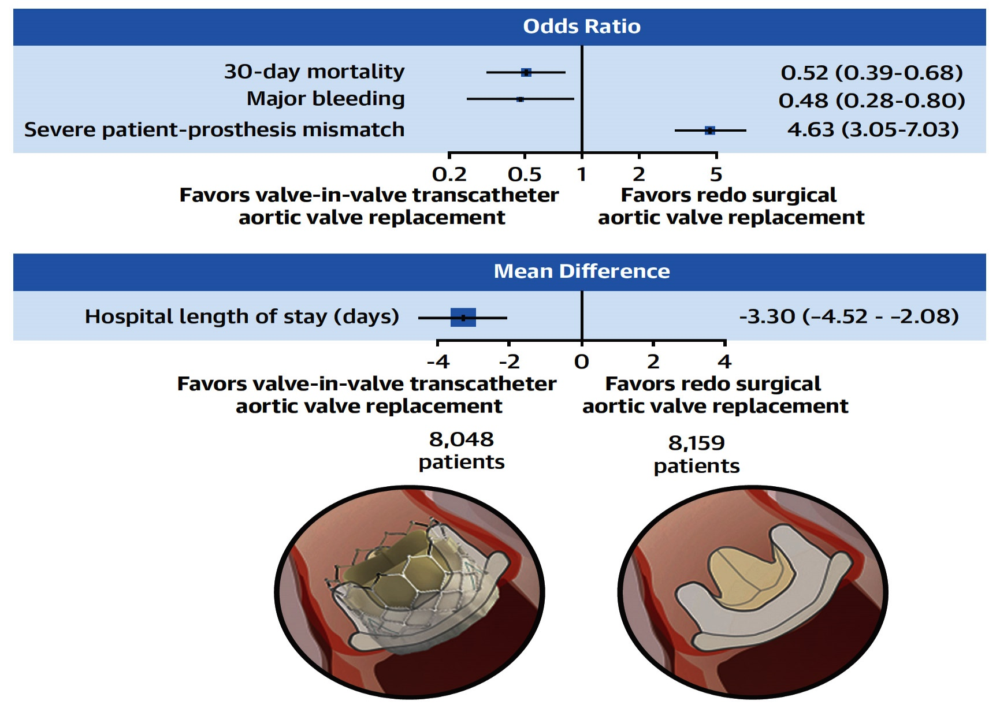 Odds Ratio
30-day mortality 0.52 (0.39-0.68)
Major bleeding 0.48 (0.28-0.80)
Severe patient-prosthesis mismatch 4.63 (3.05-7.03)
0.2 0.5 1 2 5
Favors valve-in-valve transcatheter
aortic valve replacement
Favors redo surgical
aortic valve replacement
Mean Difference
Hospital length of stay (days) -3.30 (-4.52 - -2.08)
-4 -2 0 2 4
Favors valve-in-valve transcatheter
aortic valve replacement
Favors redo surgical
aortic valve replacement
8,048
patients
8,159
patients